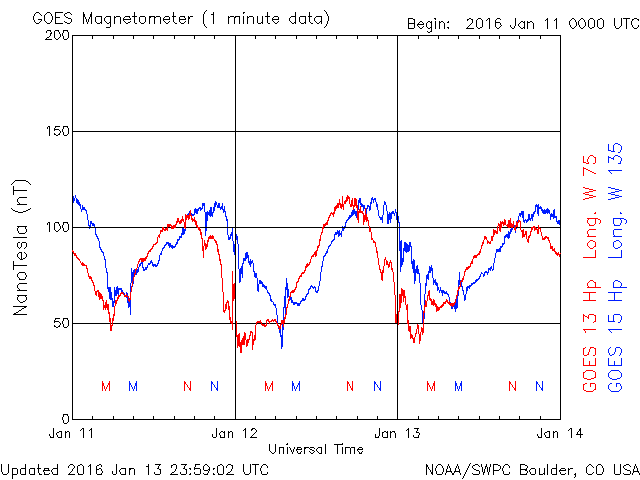 GOES Magnetometer (1 minute data)
Begin: 2016 Jan 11 0000 UTC
200
150
100
50
0
NanoTesla (nT)
M M N N M M N N M M N N
Jan 11 Jan 12 Jan 13 Jan 14
Universal Time
GOES 13 Hp Long. W 75
GOES 15 Hp Long. W 135
Updated 2016 Jan 13 23:59:02 UTC
NOAA/SWPC Boulder, CO USA